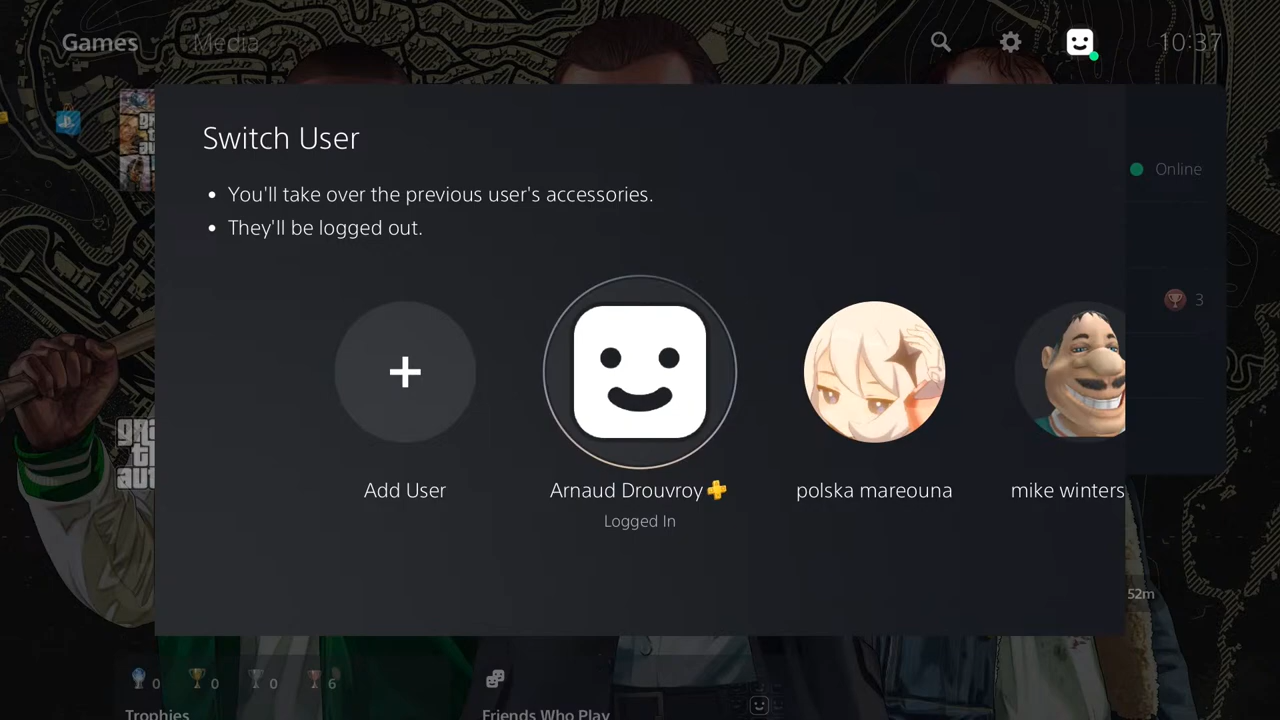 Games
Media
10:37
Switch User
• You'll take over the previous user's accessories.
• They'll be logged out.
Online
3
Add User
Arnaud Drouvroy
polska mareouna
mike winters
Logged In
52m
0
0
0
6
Trophies
Friends Who Play